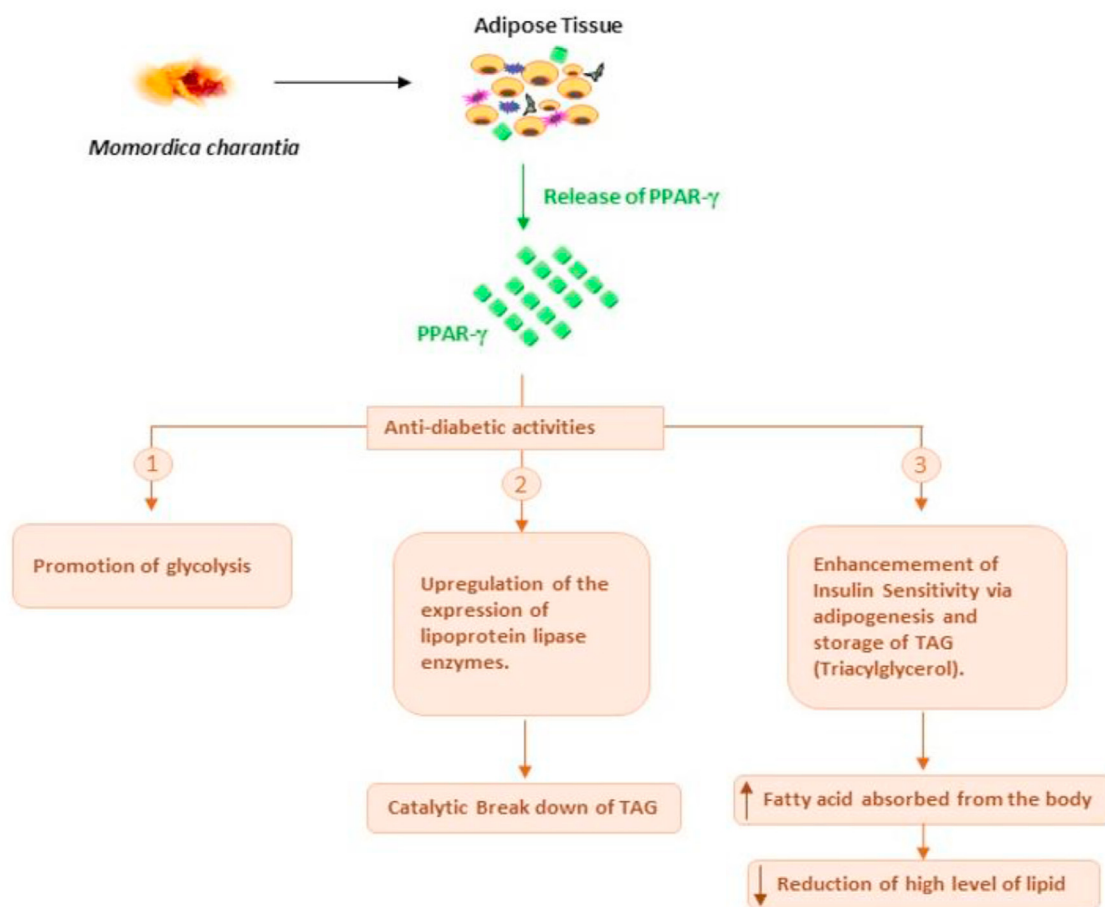 Adipose Tissue
Momordica charantia
Release of PPAR-γ
PPAR-γ
Anti-diabetic activities
1
2
3
Promotion of glycolysis
Upregulation of the
expression of
lipoprotein lipase
enzymes.
Enhancemement of
Insulin Sensitivity via
adipogenesis and
storage of TAG
(Triacylglycerol).
Catalytic Break down of TAG
Fatty acid absorbed from the body
Reduction of high level of lipid